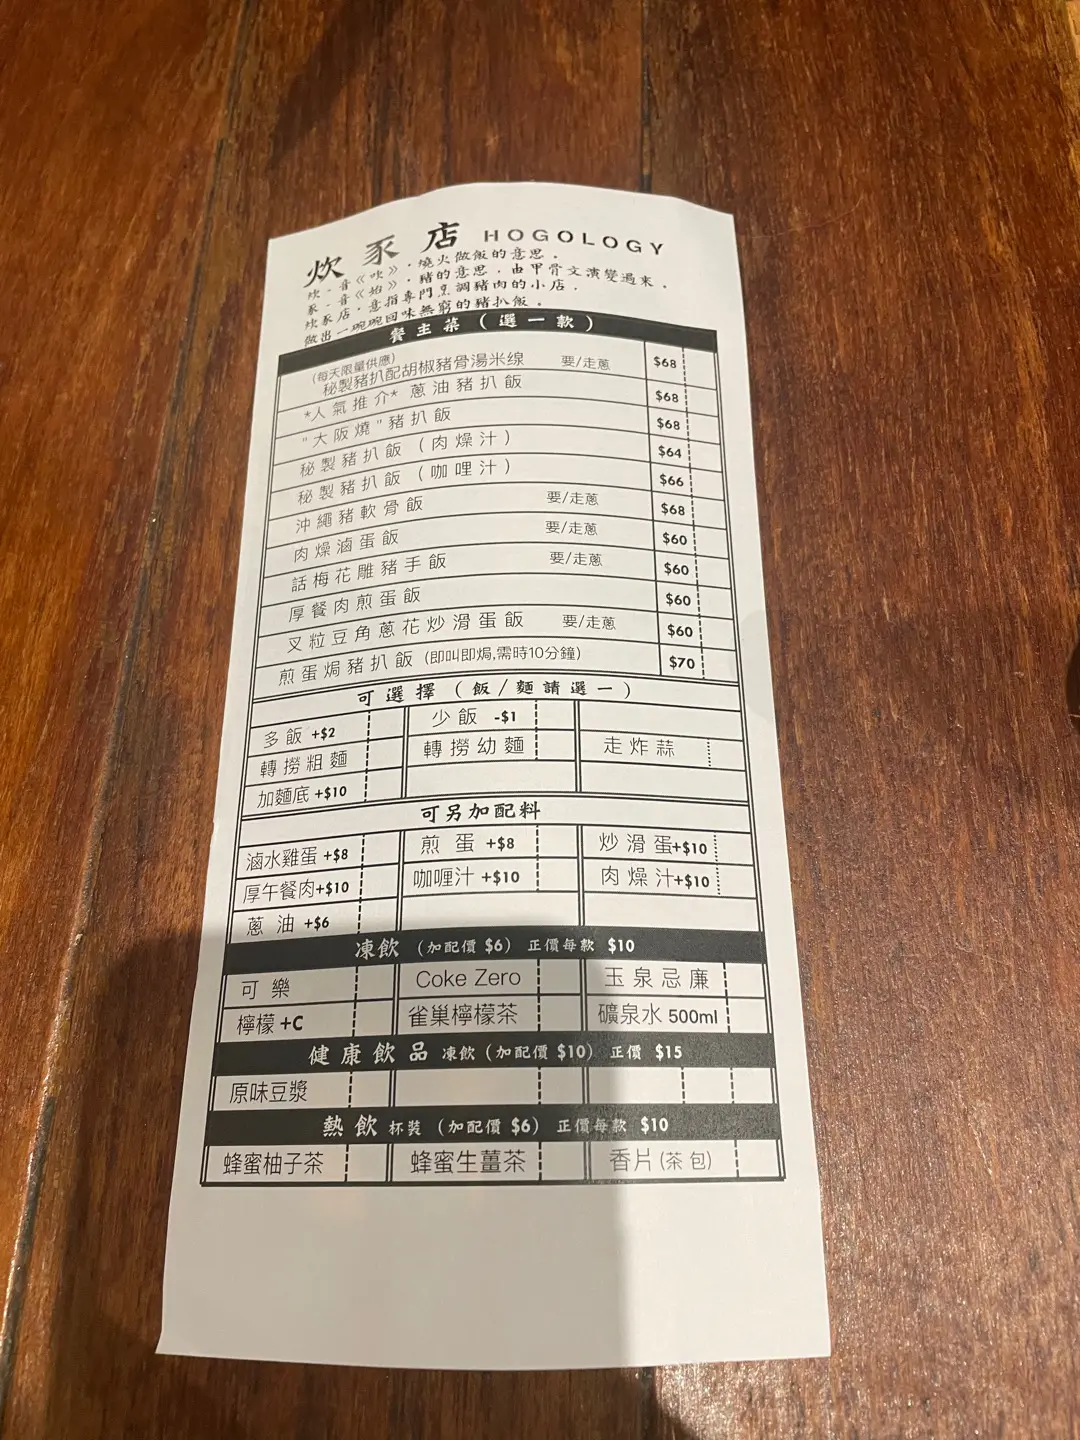 炊豕店 HOGOLOGY
炊,音《吹》,燒火做飯的意思,
豕,音《始》,豬的意思,由甲骨文演變過來,
炊豕店,意指專門烹調豬肉的小店,
做出一碗碗回味無窮的豬扒飯。
餐主菜(選一款)
(每天限量供應)
秘製豬扒配胡椒豬骨湯米线 要/走蔥 $68
*人氣推介* 蔥油豬扒飯 $68
"大阪燒"豬扒飯 $68
秘製豬扒飯(肉燥汁) $64
秘製豬扒飯(咖哩汁) $66
沖繩豬軟骨飯 要/走蔥 $68
肉燥滷蛋飯 要/走蔥 $60
話梅花雕豬手飯 要/走蔥 $60
厚餐肉煎蛋飯 $60
叉粒豆角蔥花炒滑蛋飯 要/走蔥 $60
煎蛋焗豬扒飯 (即叫即焗,需時10分鐘) $70
可選擇(飯/麵請選一)
多飯 +$2 少飯 -$1
轉撈粗麵 轉撈幼麵 走炸蒜
加麵底 +$10
可另加配料
滷水雞蛋 +$8 煎蛋 +$8 炒滑蛋+$10
厚午餐肉+$10 咖喱汁 +$10 肉燥汁+$10
蔥油 +$6
凍飲 (加配價 $6) 正價每款 $10
可樂 Coke Zero 玉泉忌廉
檸檬 +C 雀巢檸檬茶 礦泉水 500ml
健康飲品 凍飲(加配價 $10) 正價 $15
原味豆漿
熱飲 杯裝 (加配價 $6) 正價每款 $10
蜂蜜柚子茶 蜂蜜生薑茶 香片(茶包)